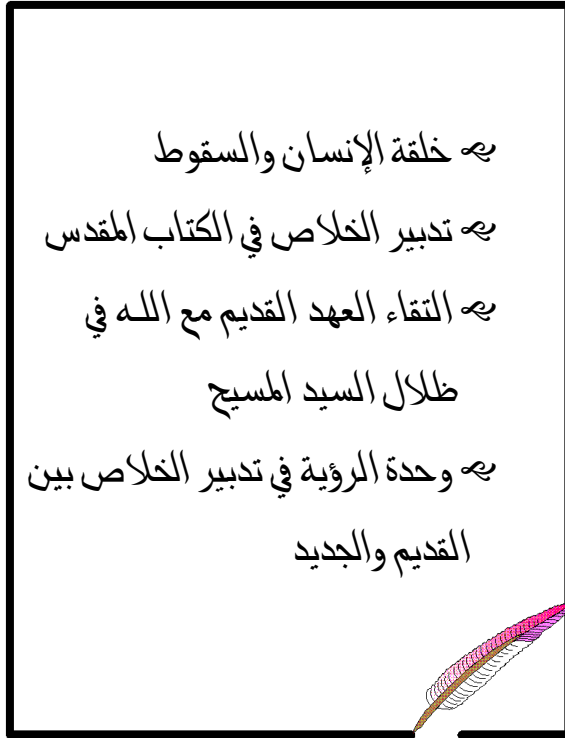 خلقة الإنسان والسقوط
تدبير الخلاص في الكتاب المقدس
التقاء العهد القديم مع اللـه في
ظلال السيد المسيح
وحدة الرؤية في تدبير الخلاص بين
القديم والجديد